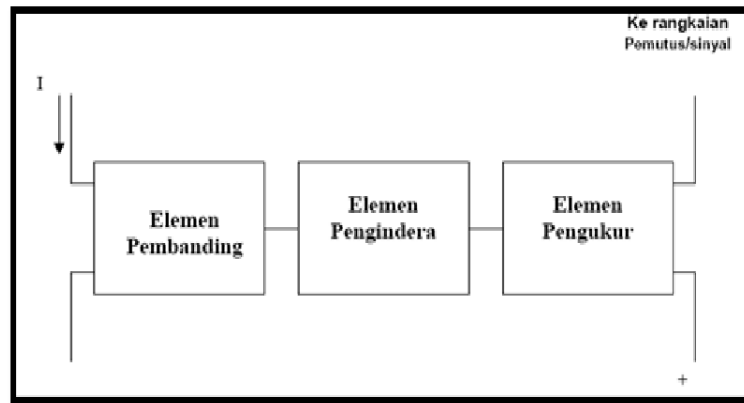 Ke rangkaian
Pemutus/sinyal
I
Elemen
Pembanding
Elemen
Pengindera
Elemen
Pengukur
+